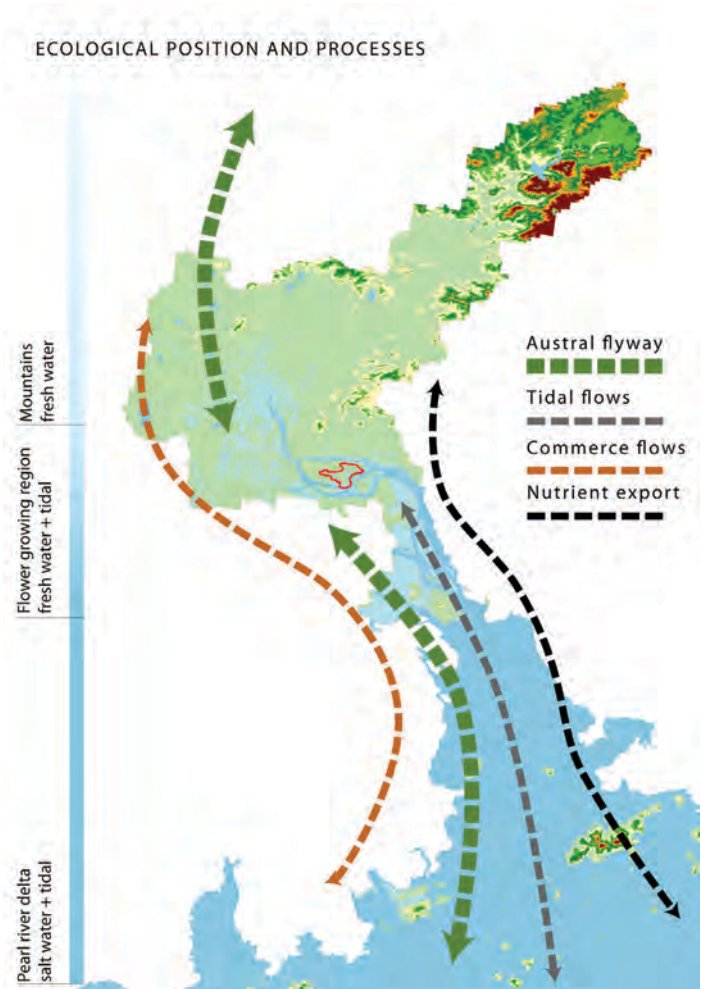 ECOLOGICAL POSITION AND PROCESSES
Mountains
fresh water
Flower growing region
fresh water + tidal
Pearl river delta
salt water + tidal
Austral flyway
Tidal flows
Commerce flows
Nutrient export